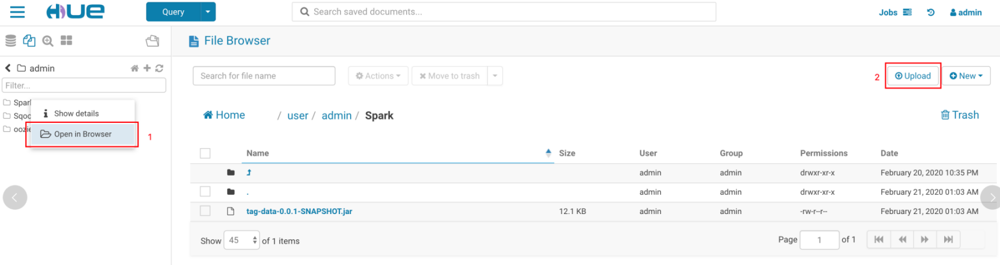 HUE
Query
Search saved documents...
Jobs
admin
File Browser
admin
Filter...
Search for file name
Actions
Move to trash
2
Upload
New
Spar
Show details
Sqoo
oozie
Open in Browser
1
Home / user / admin / Spark
Trash
Name Size User Group Permissions Date
admin admin drwxr-xr-x February 20, 2020 10:35 PM
. admin admin drwxr-xr-x February 21, 2020 01:03 AM
tag-data-0.0.1-SNAPSHOT.jar 12.1 KB admin admin -rw-r--r-- February 21, 2020 01:03 AM
Show 45 of 1 items
Page 1 of 1